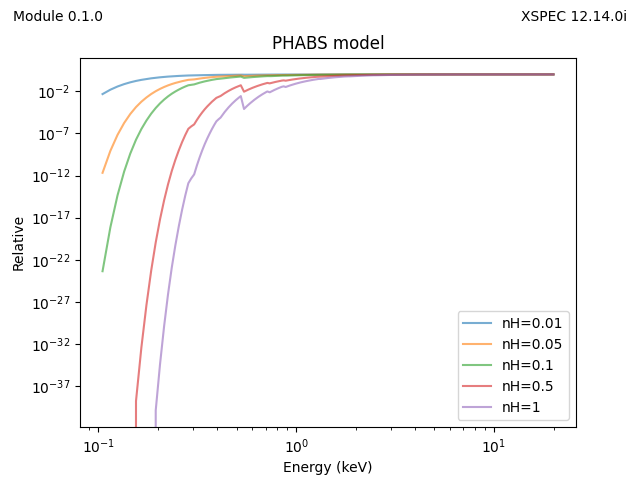 Module 0.1.0
XSPEC 12.14.0i
PHABS model
Relative
10^{-2}
10^{-7}
10^{-12}
10^{-17}
10^{-22}
10^{-27}
10^{-32}
10^{-37}
nH=0.01
nH=0.05
nH=0.1
nH=0.5
nH=1
10^{-1}
10^{0}
10^{1}
Energy (keV)